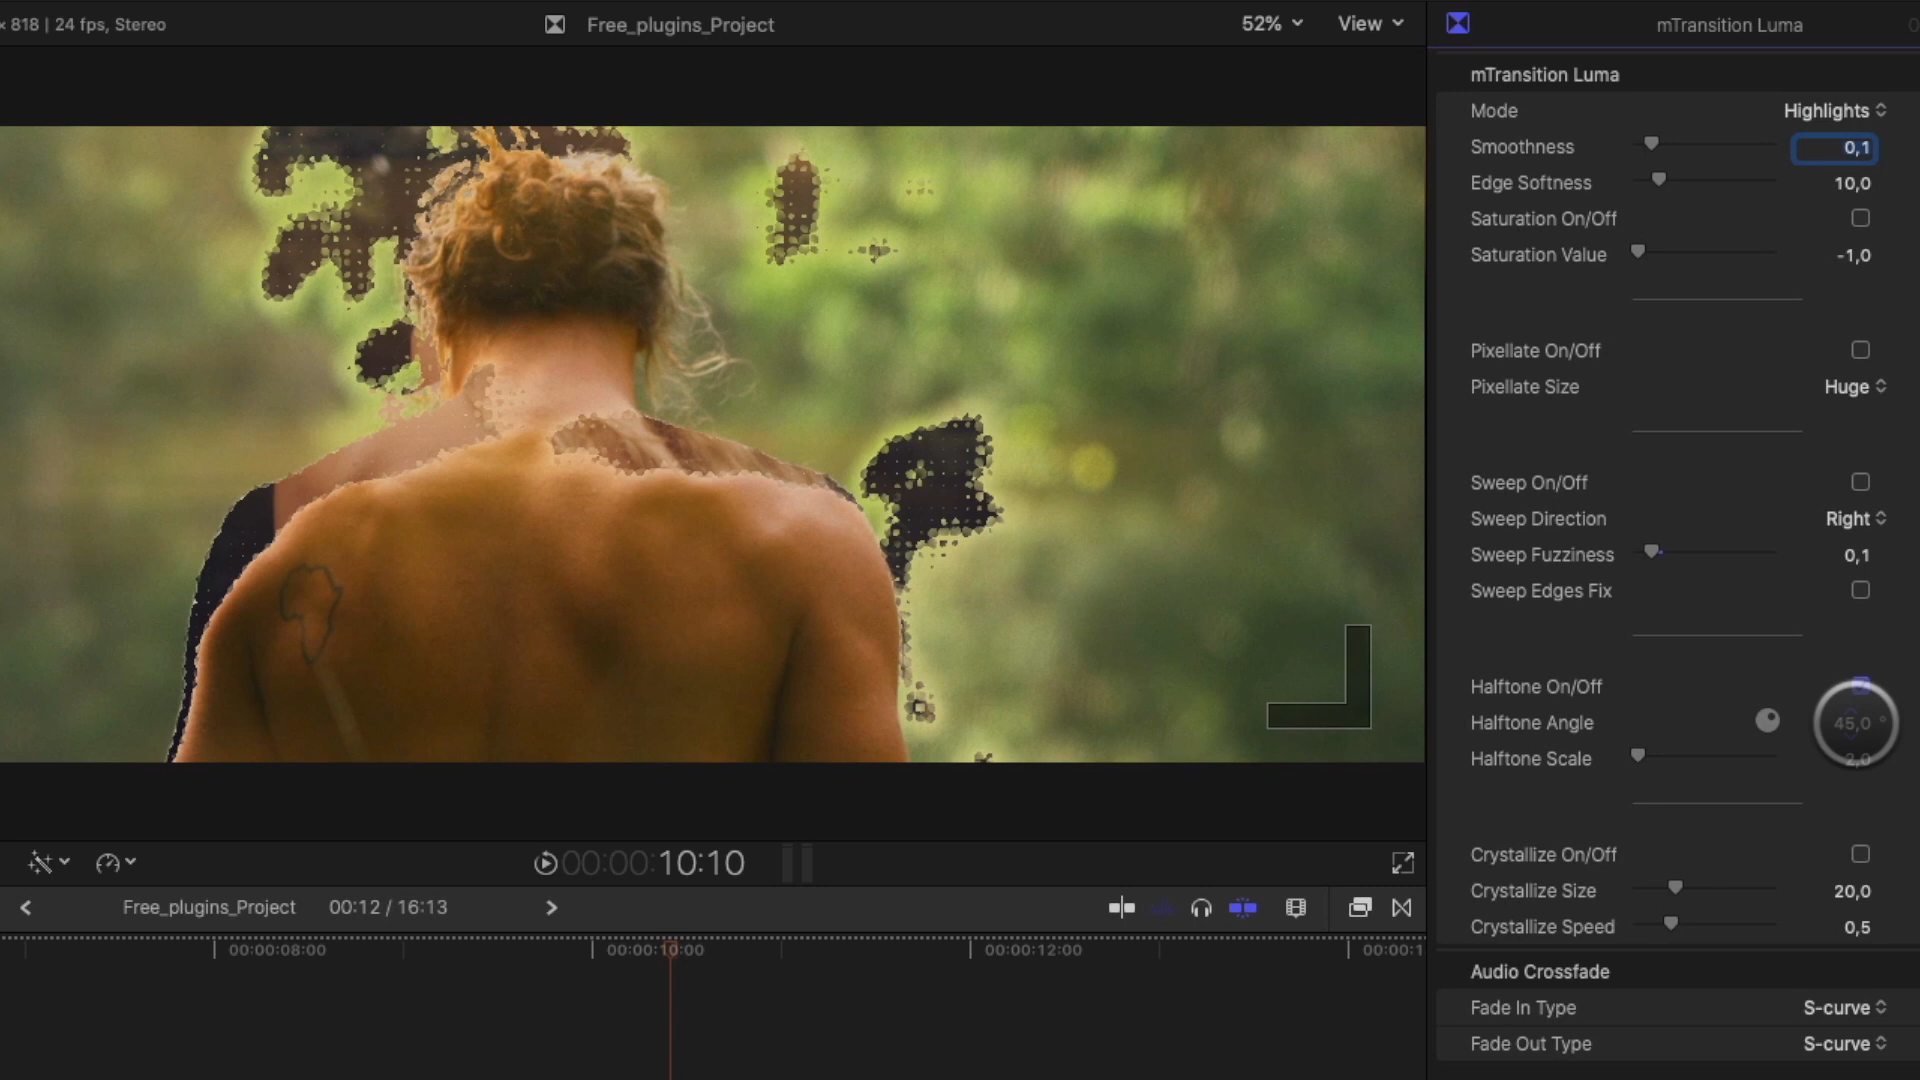 × 818 | 24 fps, Stereo
Free_plugins_Project
52%
View
mTransition Luma
mTransition Luma
Mode Highlights
Smoothness 0,1
Edge Softness 10,0
Saturation On/Off
Saturation Value -1,0
Pixellate On/Off
Pixellate Size Huge
Sweep On/Off
Sweep Direction Right
Sweep Fuzziness 0,1
Sweep Edges Fix
Halftone On/Off
Halftone Angle 45,0 °
Halftone Scale 2,0
Crystallize On/Off
Crystallize Size 20,0
Crystallize Speed 0,5
Audio Crossfade
Fade In Type S-curve
Fade Out Type S-curve
00:00:10:10
Free_plugins_Project 00:12 / 16:13
00:00:08:00 00:00:10:00 00:00:12:00 00:00:1